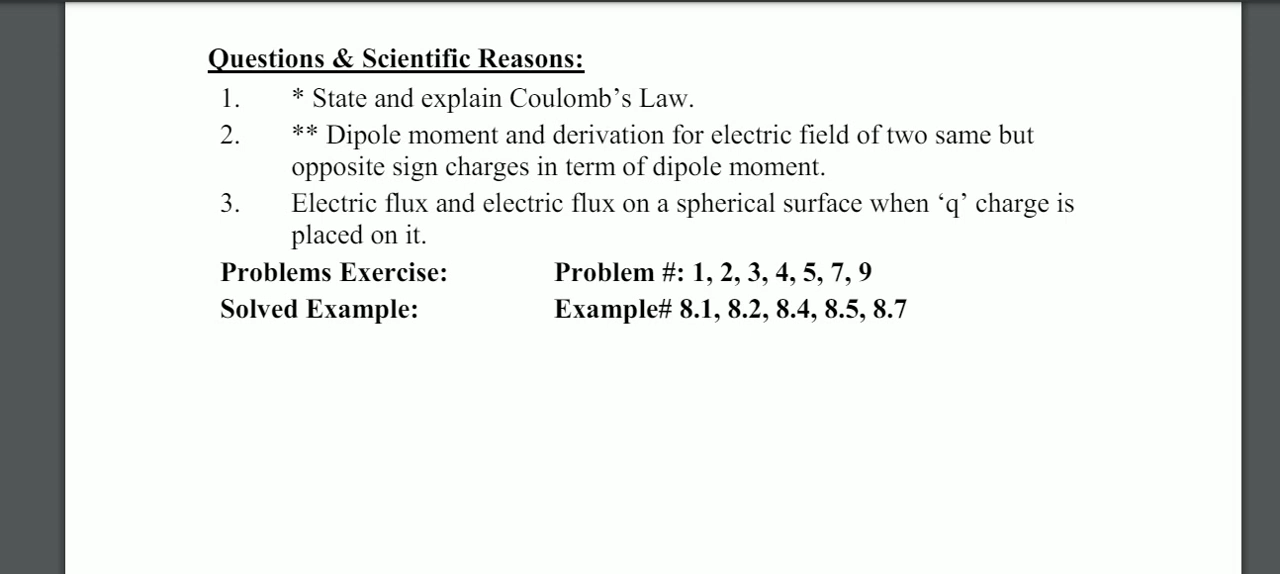 Questions & Scientific Reasons:
1. * State and explain Coulomb’s Law.
2. ** Dipole moment and derivation for electric field of two same but
opposite sign charges in term of dipole moment.
3. Electric flux and electric flux on a spherical surface when ‘q’ charge is
placed on it.
Problems Exercise: Problem #: 1, 2, 3, 4, 5, 7, 9
Solved Example: Example# 8.1, 8.2, 8.4, 8.5, 8.7